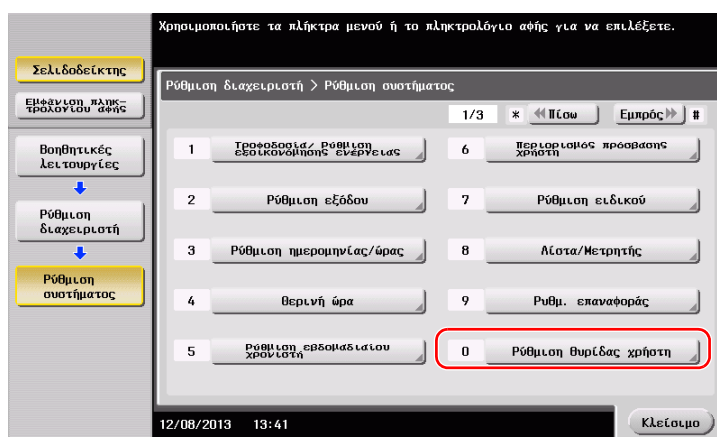 Χρησιμοποιήστε τα πλήκτρα μενού ή το πληκτρολόγιο αφής για να επιλέξετε.
Σελιδοδείκτης
Εμφάνιση πληκ-
τρολογίου αφής
Βοηθητικές
λειτουργίες
Ρύθμιση
διαχειριστή
Ρύθμιση
συστήματος
Ρύθμιση διαχειριστή > Ρύθμιση συστήματος
1/3 * Πίσω Εμπρός #
1 Τροφοδοσία/ Ρύθμιση
εξοικονόμησης ενέργειας
6 Περιορισμός πρόσβασης
χρήστη
2 Ρύθμιση εξόδου
7 Ρύθμιση ειδικού
3 Ρύθμιση ημερομηνίας/ώρας
8 Λίστα/Μετρητής
4 Θερινή ώρα
9 Ρυθμ. επαναφοράς
5 Ρύθμιση εβδομαδιαίου
χρονιστή
0 Ρύθμιση θυρίδας χρήστη
12/08/2013 13:41
Κλείσιμο